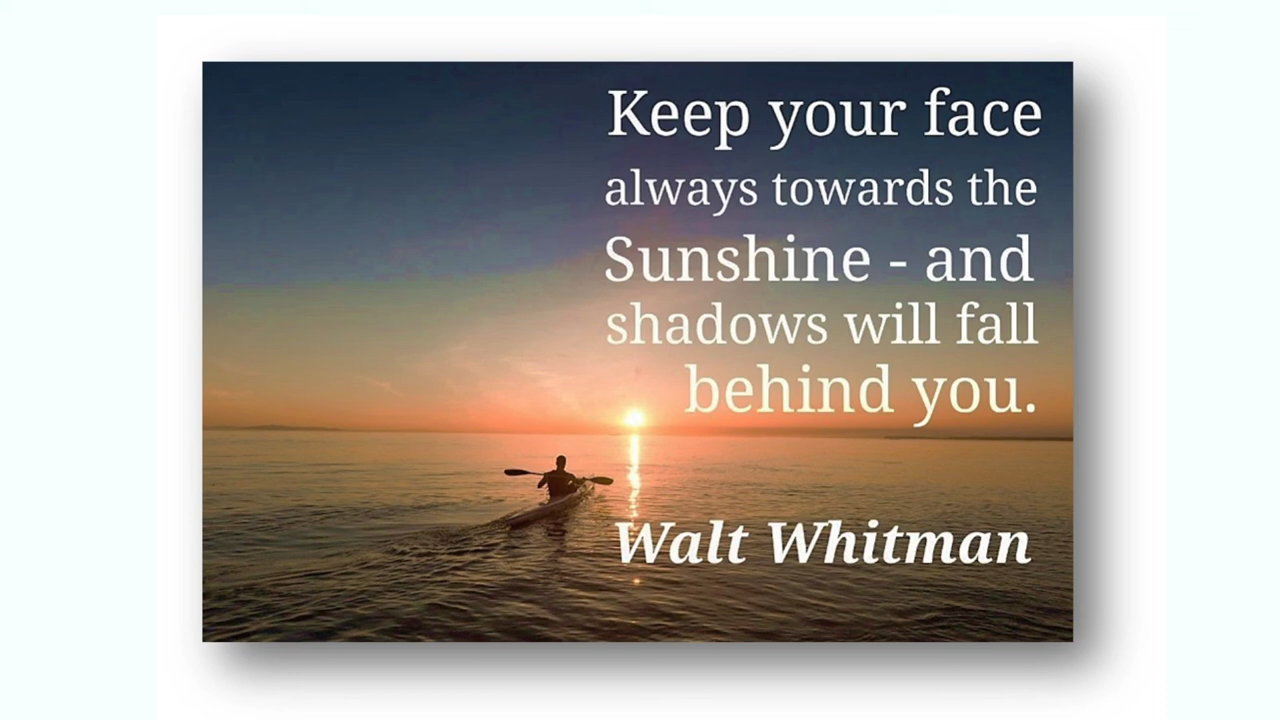 Keep your face
always towards the
Sunshine - and
shadows will fall
behind you.
Walt Whitman